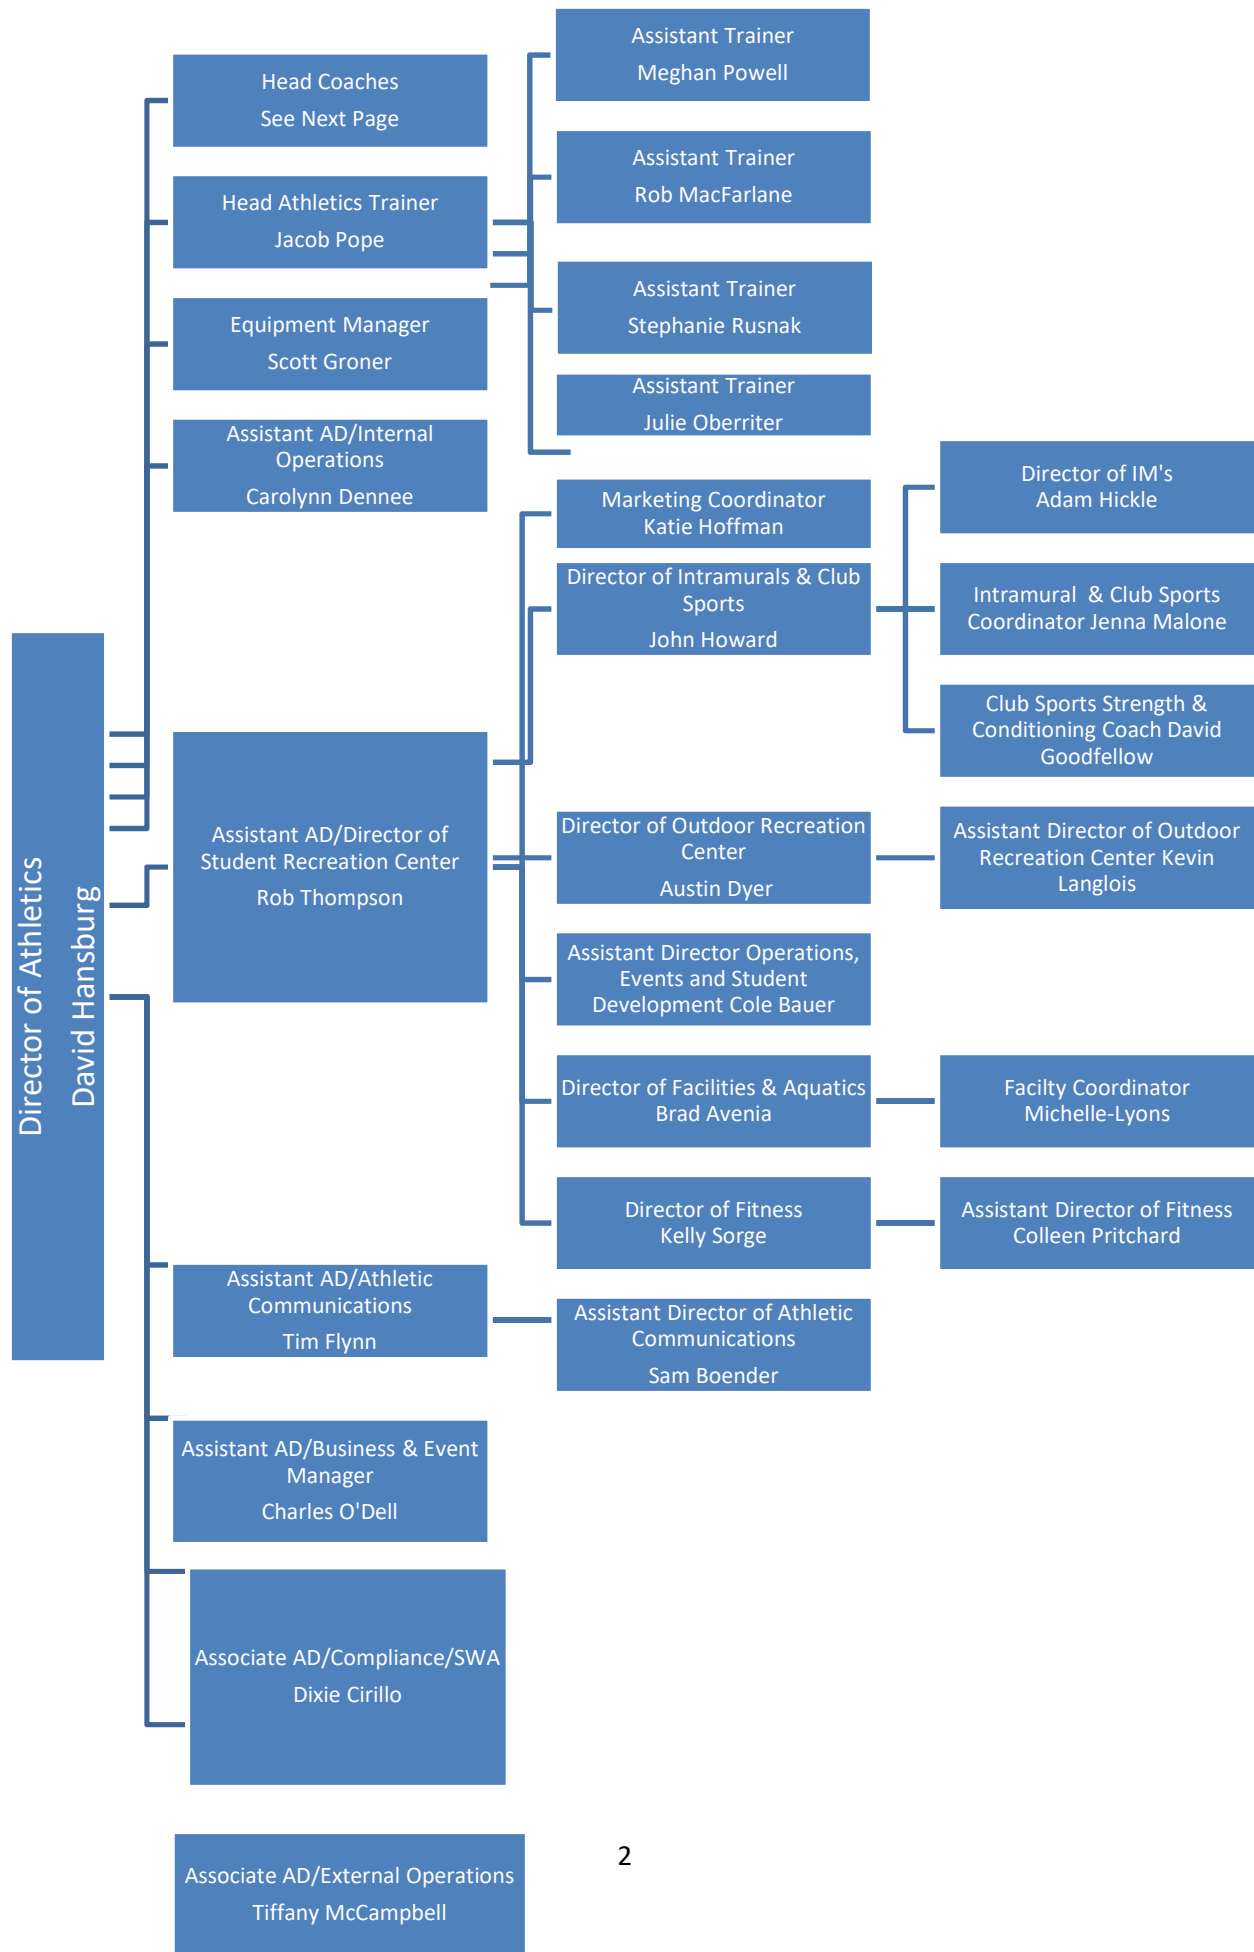 Director of Athletics
David Hansburg
Head Coaches
See Next Page
Head Athletics Trainer
Jacob Pope
Assistant Trainer
Meghan Powell
Assistant Trainer
Rob MacFarlane
Assistant Trainer
Stephanie Rusnak
Assistant Trainer
Julie Oberriter
Equipment Manager
Scott Groner
Assistant AD/Internal
Operations
Carolynn Dennee
Assistant AD/Director of
Student Recreation Center
Rob Thompson
Marketing Coordinator
Katie Hoffman
Director of Intramurals & Club
Sports
John Howard
Director of IM's
Adam Hickle
Intramural  & Club Sports
Coordinator Jenna Malone
Club Sports Strength &
Conditioning Coach David
Goodfellow
Director of Outdoor Recreation
Center
Austin Dyer
Assistant Director of Outdoor
Recreation Center Kevin
Langlois
Assistant Director Operations,
Events and Student
Development Cole Bauer
Director of Facilities & Aquatics
Brad Avenia
Facilty Coordinator
Michelle-Lyons
Director of Fitness
Kelly Sorge
Assistant Director of Fitness
Colleen Pritchard
Assistant AD/Athletic
Communications
Tim Flynn
Assistant Director of Athletic
Communications
Sam Boender
Assistant AD/Business & Event
Manager
Charles O'Dell
Associate AD/Compliance/SWA
Dixie Cirillo
Associate AD/External Operations
Tiffany McCampbell
2